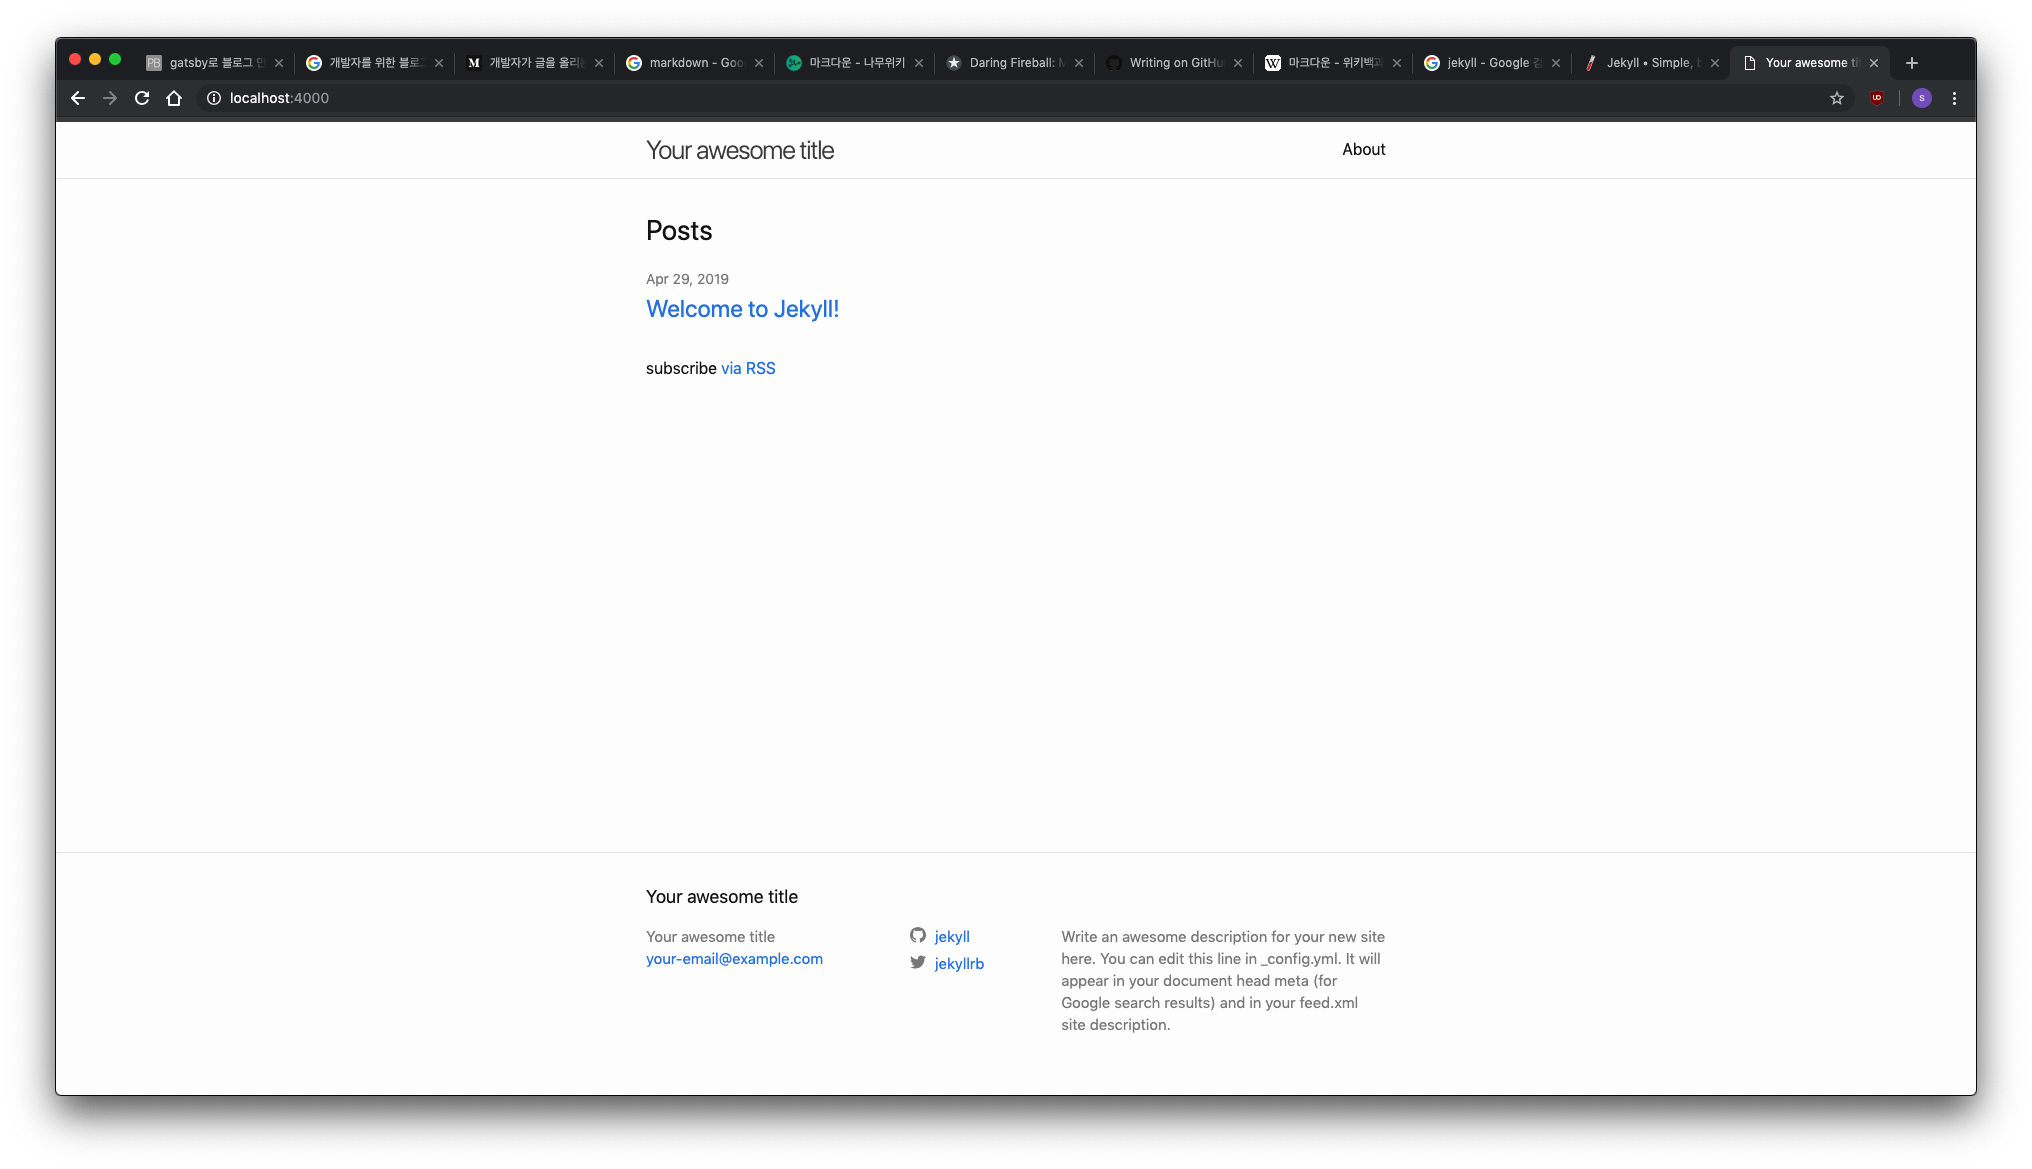 gatsby로 블로그
개발자를 위한 블로그
개발자가 글을 올리는
markdown - Goo
마크다운 - 나무위키
Daring Fireball:
Writing on GitHu
마크다운 - 위키백과
jekyll - Google
Jekyll • Simple,
Your awesome ti
localhost:4000
Your awesome title
About
Posts
Apr 29, 2019
Welcome to Jekyll!
subscribe via RSS
Your awesome title
Your awesome title
your-email@example.com
jekyll
jekyllrb
Write an awesome description for your new site
here. You can edit this line in _config.yml. It will
appear in your document head meta (for
Google search results) and in your feed.xml
site description.